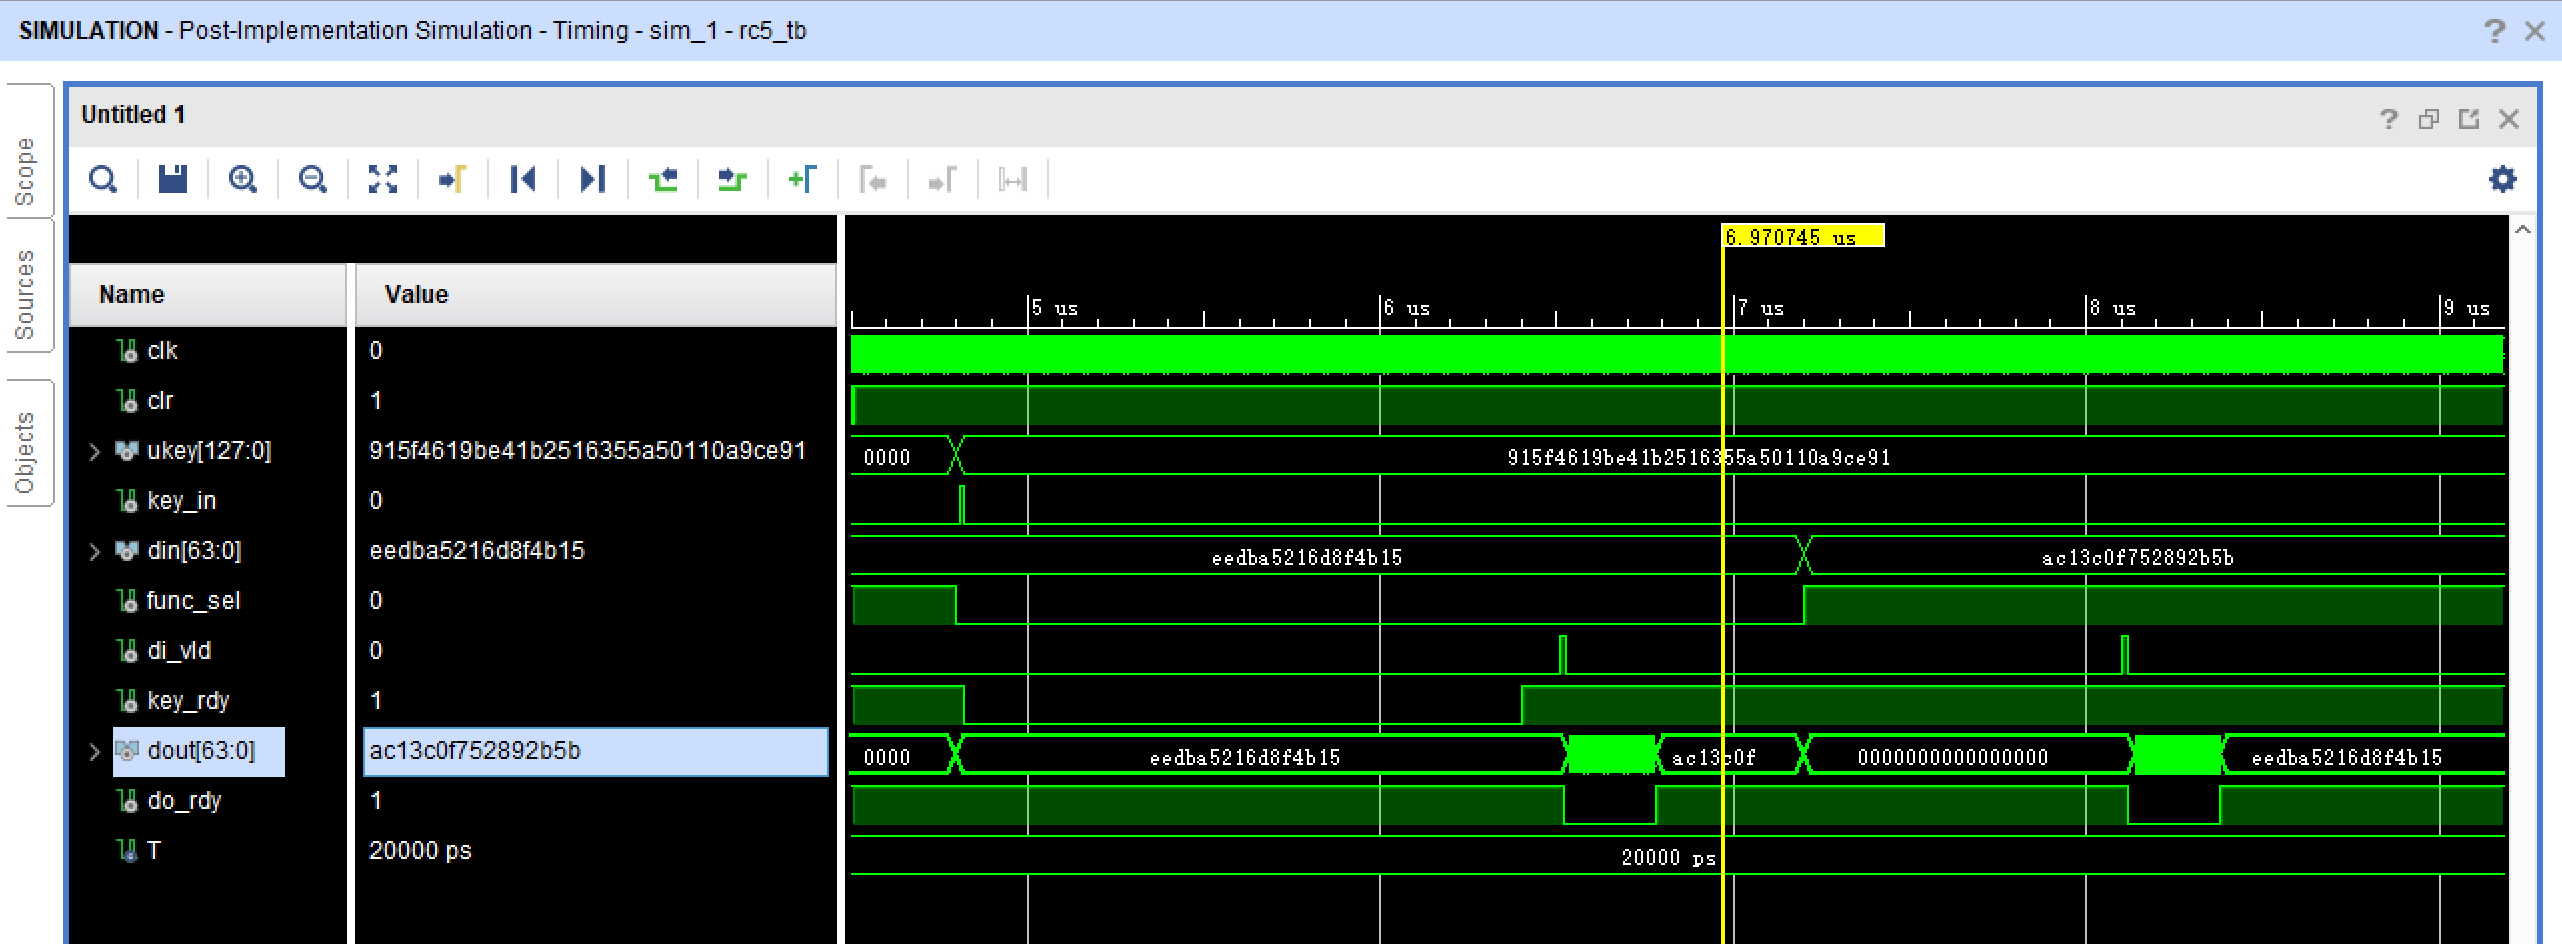 SIMULATION - Post-Implementation Simulation - Timing - sim_1 - rc5_tb
Scope
Sources
Objects
Untitled 1
6.970745 us
Name Value
5 us 6 us 7 us 8 us 9 us
clk 0
clr 1
ukey[127:0] 915f4619be41b2516355a50110a9ce91 0000 915f4619be41b2516355a50110a9ce91
key_in 0
din[63:0] eedba5216d8f4b15 eedba5216d8f4b15 ac13c0f752892b5b
func_sel 0
di_vld 0
key_rdy 1
dout[63:0] ac13c0f752892b5b 0000 eedba5216d8f4b15 ac13c0f 0000000000000000 eedba5216d8f4b15
do_rdy 1
T 20000 ps 20000 ps